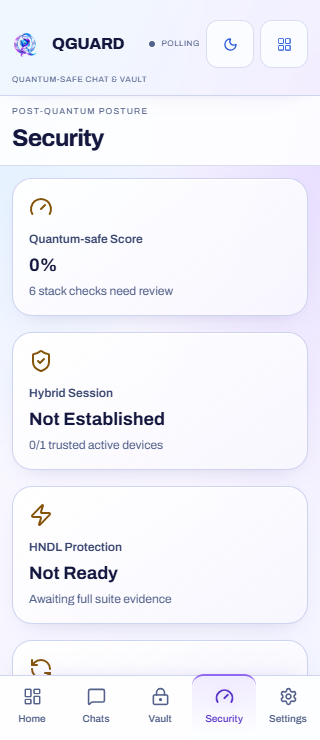 QGUARD
POLLING
QUANTUM-SAFE CHAT & VAULT
POST-QUANTUM POSTURE
Security
Quantum-safe Score
0%
6 stack checks need review
Hybrid Session
Not Established
0/1 trusted active devices
HNDL Protection
Not Ready
Awaiting full suite evidence
Home
Chats
Vault
Security
Settings